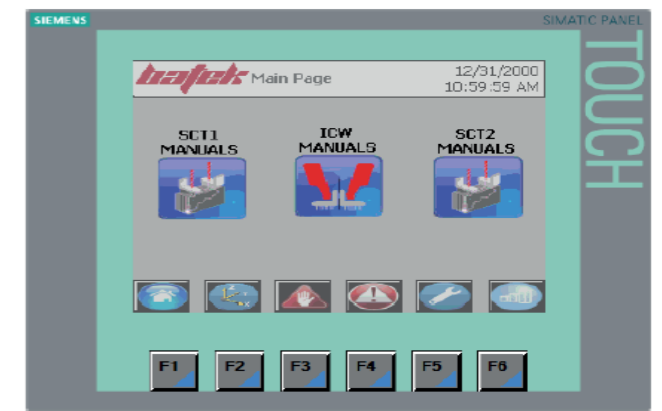 SIEMENS
SIMATIC PANEL
TOUCH
batek Main Page
12/31/2000
10:59:59 AM
SCT1
MANUALS
ICW
MANUALS
SCT2
MANUALS
F1 F2 F3 F4 F5 F6